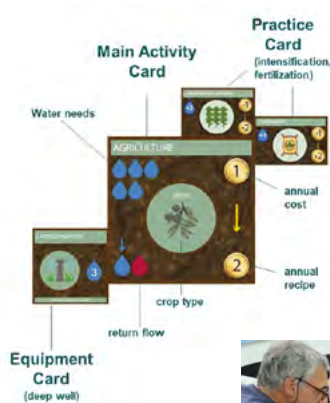 Practice
Card
(intensification,
fertilization)
Main Activity
Card
Water needs
AGRICULTURE
1
annual
cost
2
annual
recipe
3
crop type
return flow
Equipment
Card
(deep well)